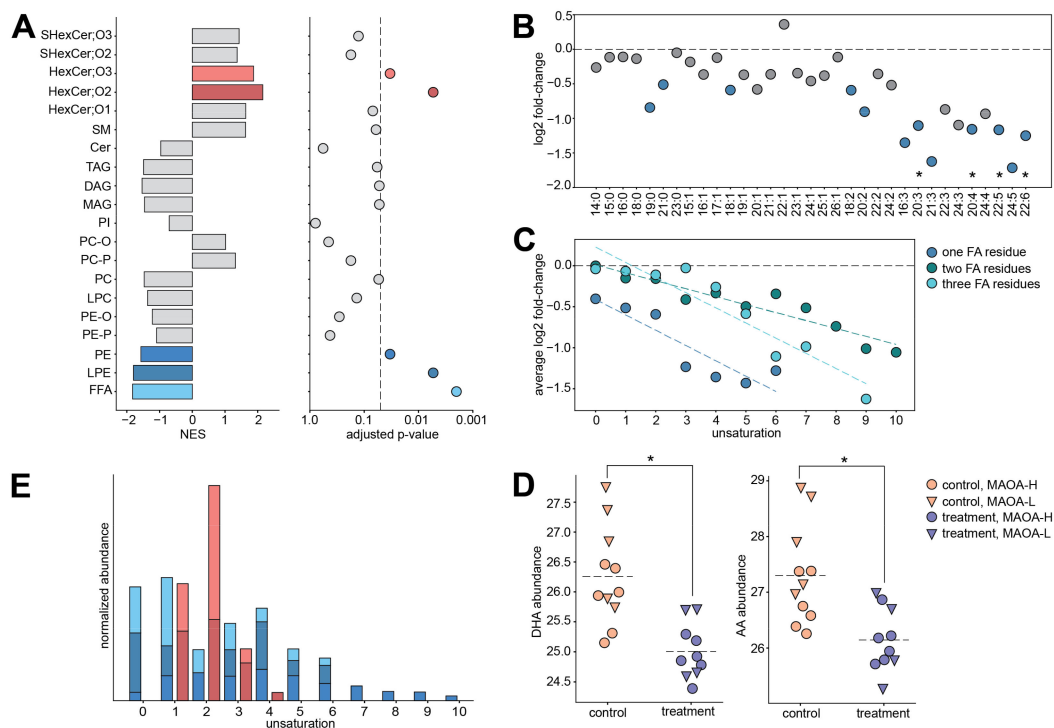 A
SHexCer;O3
SHexCer;O2
HexCer;O3
HexCer;O2
HexCer;O1
SM
Cer
TAG
DAG
MAG
PI
PC-O
PC-P
PC
LPC
PE-O
PE-P
PE
LPE
FFA
−2 −1 0 1 2
NES
1.0 0.1 0.01 0.001
adjusted p-value
B
0.5
0.0
−0.5
−1.0
−1.5
−2.0
log2 fold-change
* * * *
14:0 15:0 16:0 18:0 19:0 21:0 23:0 15:1 16:1 17:1 18:1 19:1 20:1 21:1 22:1 23:1 24:1 25:1 26:1 18:2 20:2 22:2 24:2 16:3 20:3 21:3 22:3 24:3 20:4 24:4 22:5 24:5 22:6
C
0.0
−0.5
−1.0
−1.5
average log2 fold-change
one FA residue
two FA residues
three FA residues
0 1 2 3 4 5 6 7 8 9 10
unsaturation
E
normalized abundance
0 1 2 3 4 5 6 7 8 9 10
unsaturation
D
27.5
27.0
26.5
26.0
25.5
25.0
24.5
DHA abundance
*
control treatment
29
28
27
26
AA abundance
*
control treatment
control, MAOA-H
control, MAOA-L
treatment, MAOA-H
treatment, MAOA-L